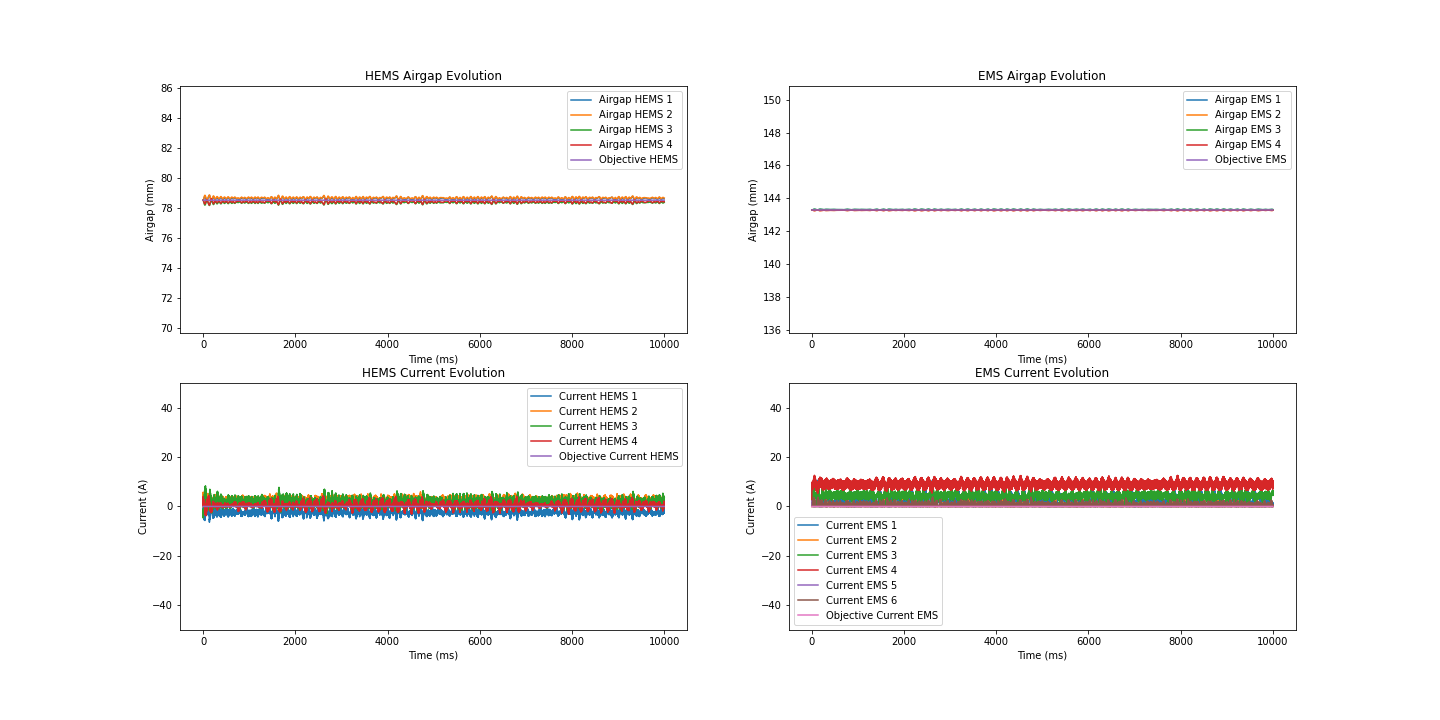 HEMS Airgap Evolution
Airgap (mm)
86
84
82
80
78
76
74
72
70
Airgap HEMS 1
Airgap HEMS 2
Airgap HEMS 3
Airgap HEMS 4
Objective HEMS
0 2000 4000 6000 8000 10000
Time (ms)
EMS Airgap Evolution
Airgap (mm)
150
148
146
144
142
140
138
136
Airgap EMS 1
Airgap EMS 2
Airgap EMS 3
Airgap EMS 4
Objective EMS
0 2000 4000 6000 8000 10000
Time (ms)
HEMS Current Evolution
Current (A)
40
20
0
−20
−40
Current HEMS 1
Current HEMS 2
Current HEMS 3
Current HEMS 4
Objective Current HEMS
0 2000 4000 6000 8000 10000
Time (ms)
EMS Current Evolution
Current (A)
40
20
0
−20
−40
Current EMS 1
Current EMS 2
Current EMS 3
Current EMS 4
Current EMS 5
Current EMS 6
Objective Current EMS
0 2000 4000 6000 8000 10000
Time (ms)